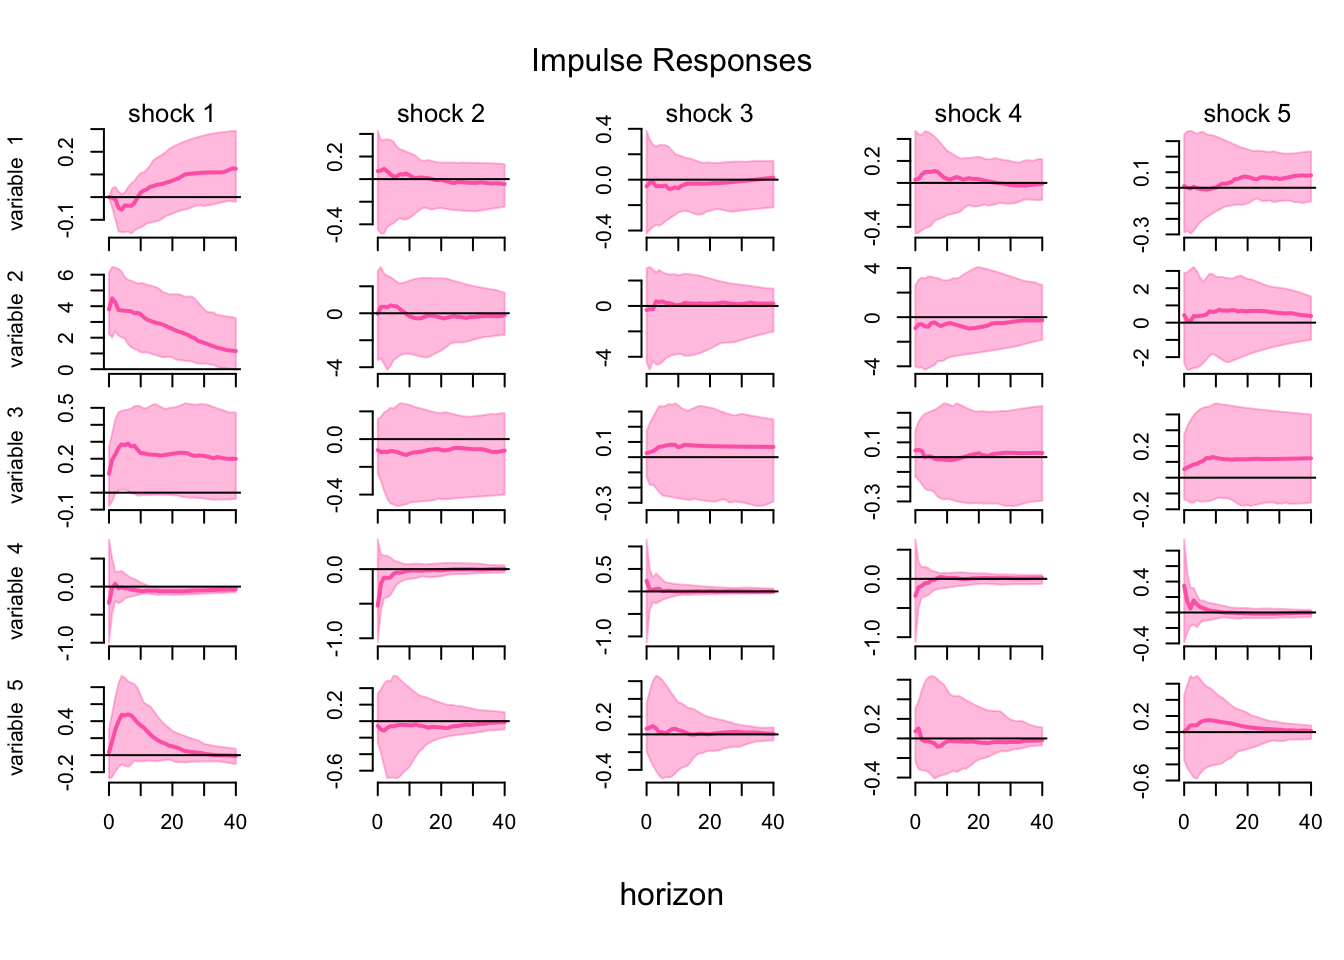 Impulse Responses
shock 1 shock 2 shock 3 shock 4 shock 5
variable 1
-0.1 0.2
-0.4 0.2
-0.4 0.0 0.4
-0.4 0.2
-0.3 0.1
variable 2
0 2 4 6
-4 0
-4 0
-4 0 4
-2 0 2
variable 3
-0.1 0.2 0.5
-0.4 0.0
-0.3 0.1
-0.3 0.1
-0.2 0.2
variable 4
-1.0 0.0
-1.0 0.0
-1.0 0.5
-1.0 0.0
-0.4 0.4
variable 5
-0.2 0.4
-0.6 0.2
-0.4 0.2
-0.4 0.2
-0.6 0.2
0 20 40 0 20 40 0 20 40 0 20 40 0 20 40
horizon